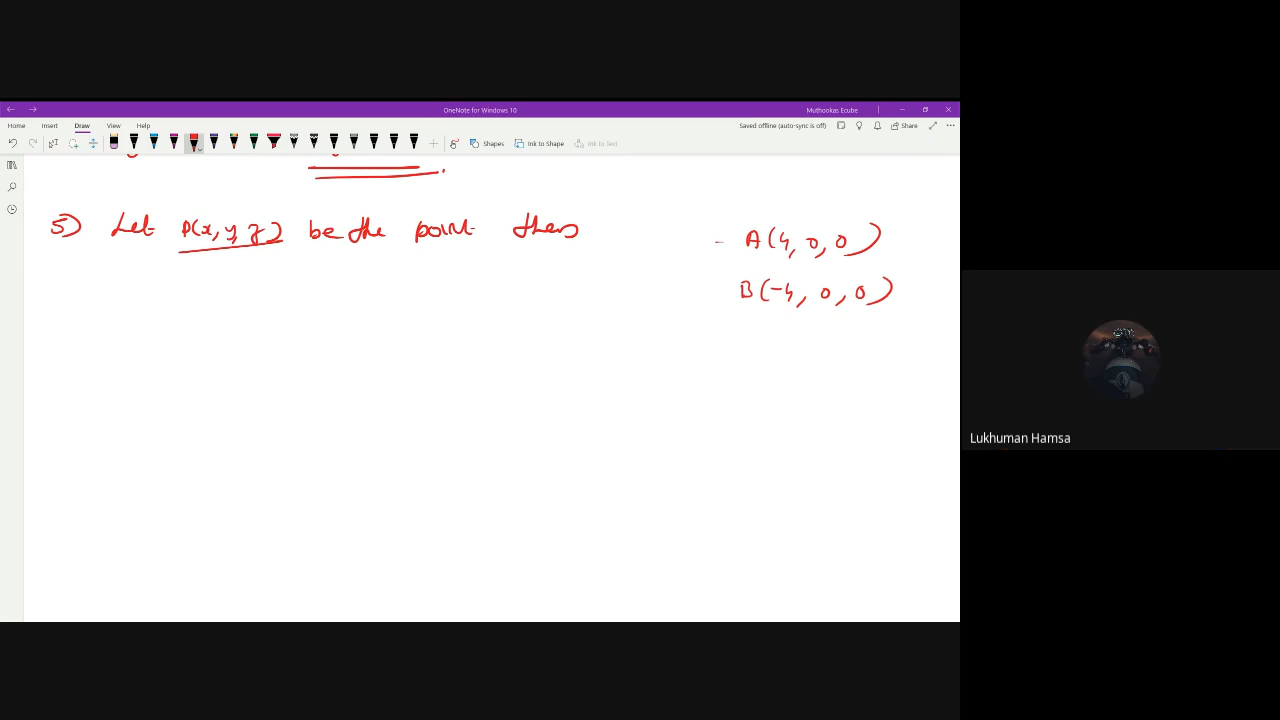 OneNote for Windows 10
Muthookas Ecube
Home Insert Draw View Help
Saved offline (auto-sync is off) Share
Shapes Ink to Shape Ink to Text
5) Let P(x, y, z) be the point then
A(4, 0, 0)
B(-4, 0, 0)
Lukhuman Hamsa